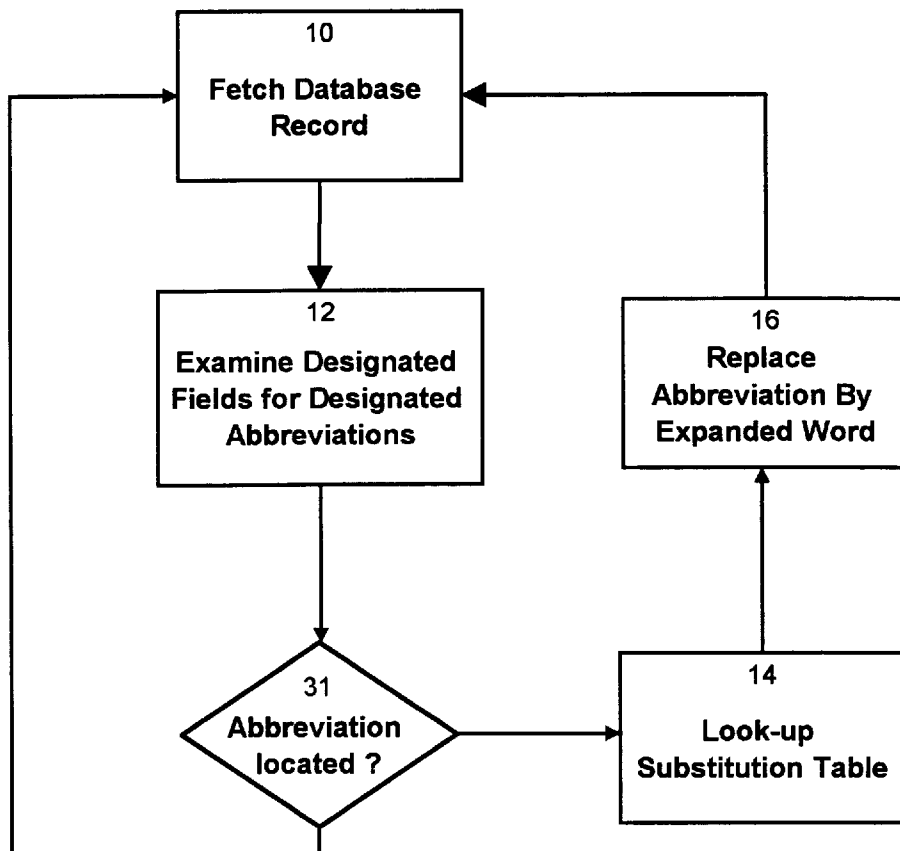 10
Fetch Database
Record
12
Examine Designated
Fields for Designated
Abbreviations
16
Replace
Abbreviation By
Expanded Word
31
Abbreviation
located ?
14
Look-up
Substitution Table